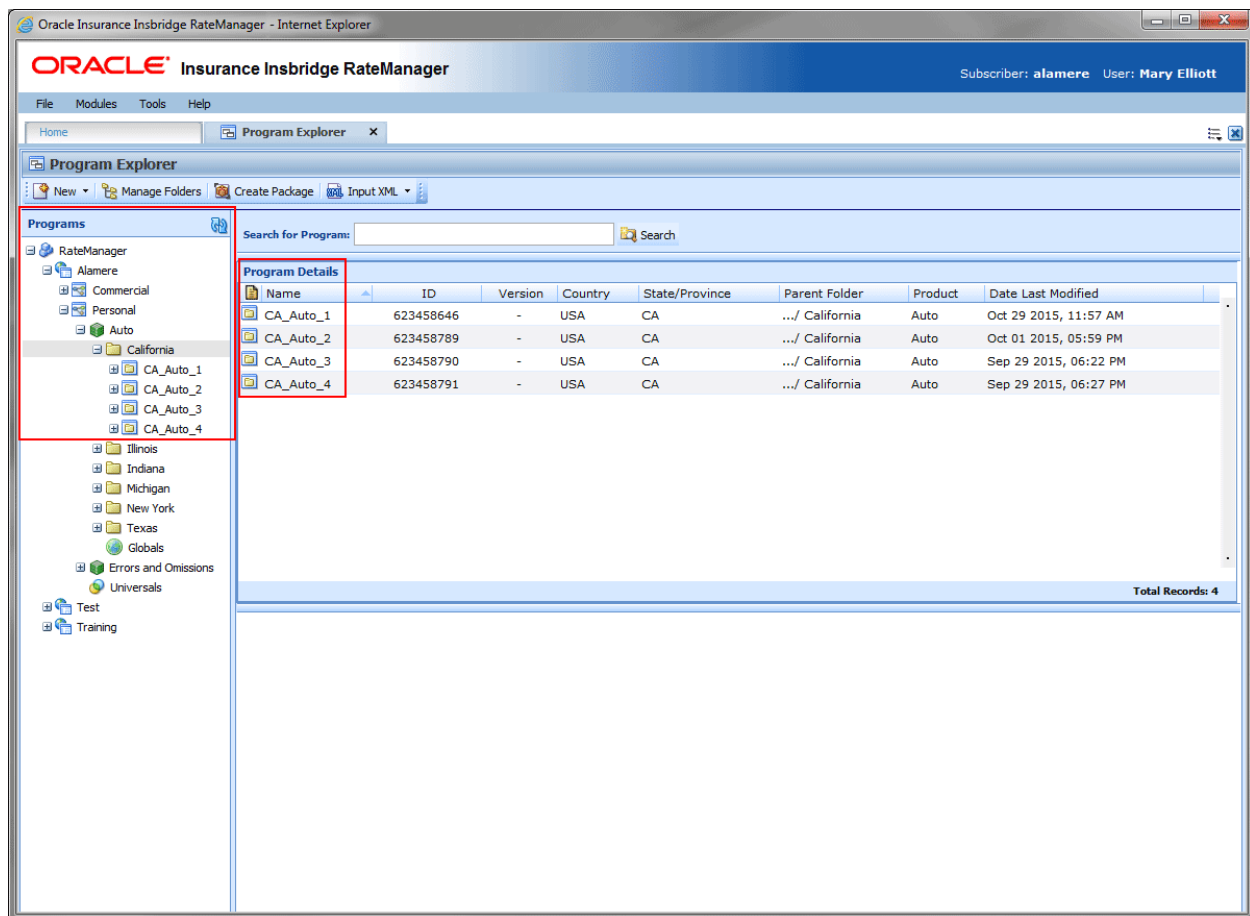 Oracle Insurance Insbridge RateManager - Internet Explorer
ORACLE Insurance Insbridge RateManager
Subscriber: alamere User: Mary Elliott
File Modules Tools Help
Home Program Explorer
Program Explorer
New Manage Folders Create Package Input XML
Programs
RateManager
Alamere
Commercial
Personal
Auto
California
CA_Auto_1
CA_Auto_2
CA_Auto_3
CA_Auto_4
Illinois
Indiana
Michigan
New York
Texas
Globals
Errors and Omissions
Universals
Test
Training
Search for Program: Search
Program Details
Name ID Version Country State/Province Parent Folder Product Date Last Modified
CA_Auto_1 623458646 - USA CA .../ California Auto Oct 29 2015, 11:57 AM
CA_Auto_2 623458789 - USA CA .../ California Auto Oct 01 2015, 05:59 PM
CA_Auto_3 623458790 - USA CA .../ California Auto Sep 29 2015, 06:22 PM
CA_Auto_4 623458791 - USA CA .../ California Auto Sep 29 2015, 06:27 PM
Total Records: 4